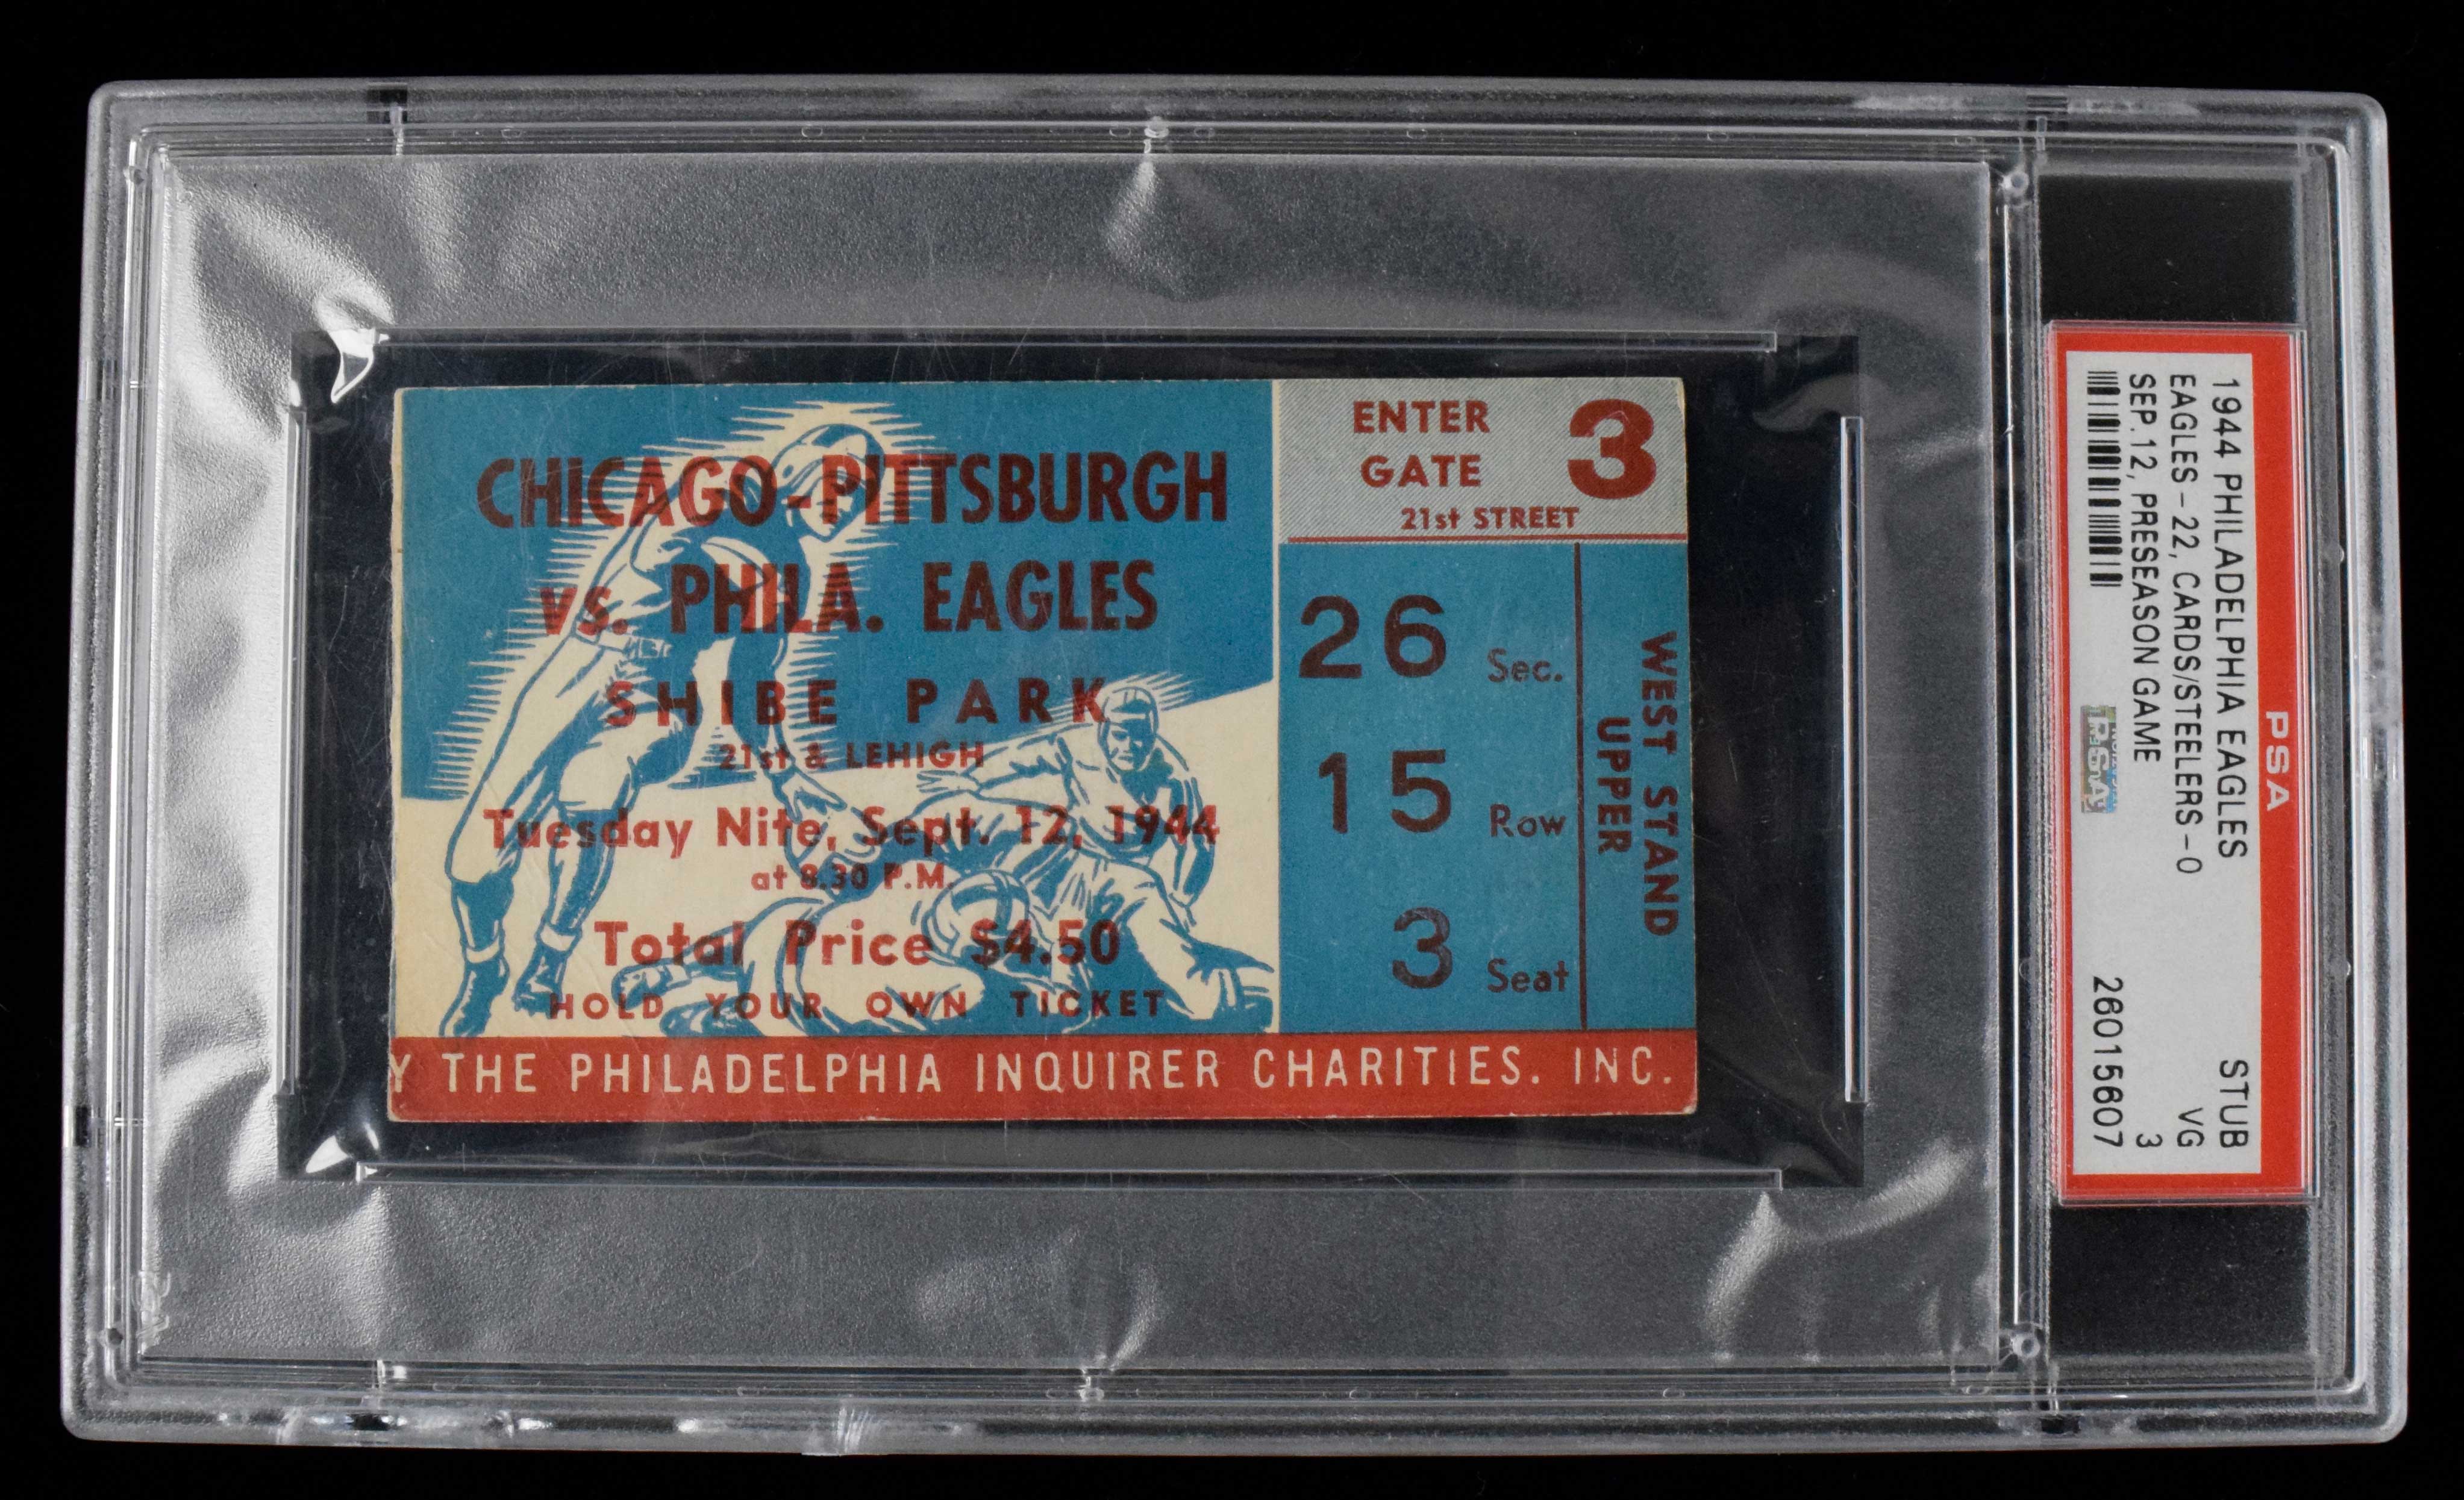 CHICAGO-PITTSBURGH
VS. PHILA. EAGLES
SHIBE PARK
21st & LEHIGH
Tuesday Nite, Sept. 12, 1944
at 8.30 P.M.
Total Price $4.50
HOLD YOUR OWN TICKET
Y THE PHILADELPHIA INQUIRER CHARITIES. INC.
ENTER
GATE 3
21st STREET
26 Sec.
15 Row
3 Seat
WEST STAND
UPPER
PSA
1944 PHILADELPHIA EAGLES STUB
EAGLES-22, CARDS/STEELERS-0 VG
SEP.12, PRESEASON GAME 3
26015607
PSA